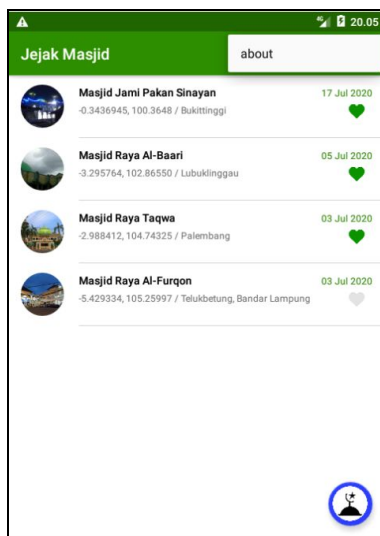 4G 20.05
Jejak Masjid
about
Masjid Jami Pakan Sinayan 17 Jul 2020
-0.3436945, 100.3648 / Bukittinggi
Masjid Raya Al-Baari 05 Jul 2020
-3.295764, 102.86550 / Lubuklinggau
Masjid Raya Taqwa 03 Jul 2020
-2.988412, 104.74325 / Palembang
Masjid Raya Al-Furqon 03 Jul 2020
-5.429334, 105.25997 / Telukbetung, Bandar Lampung